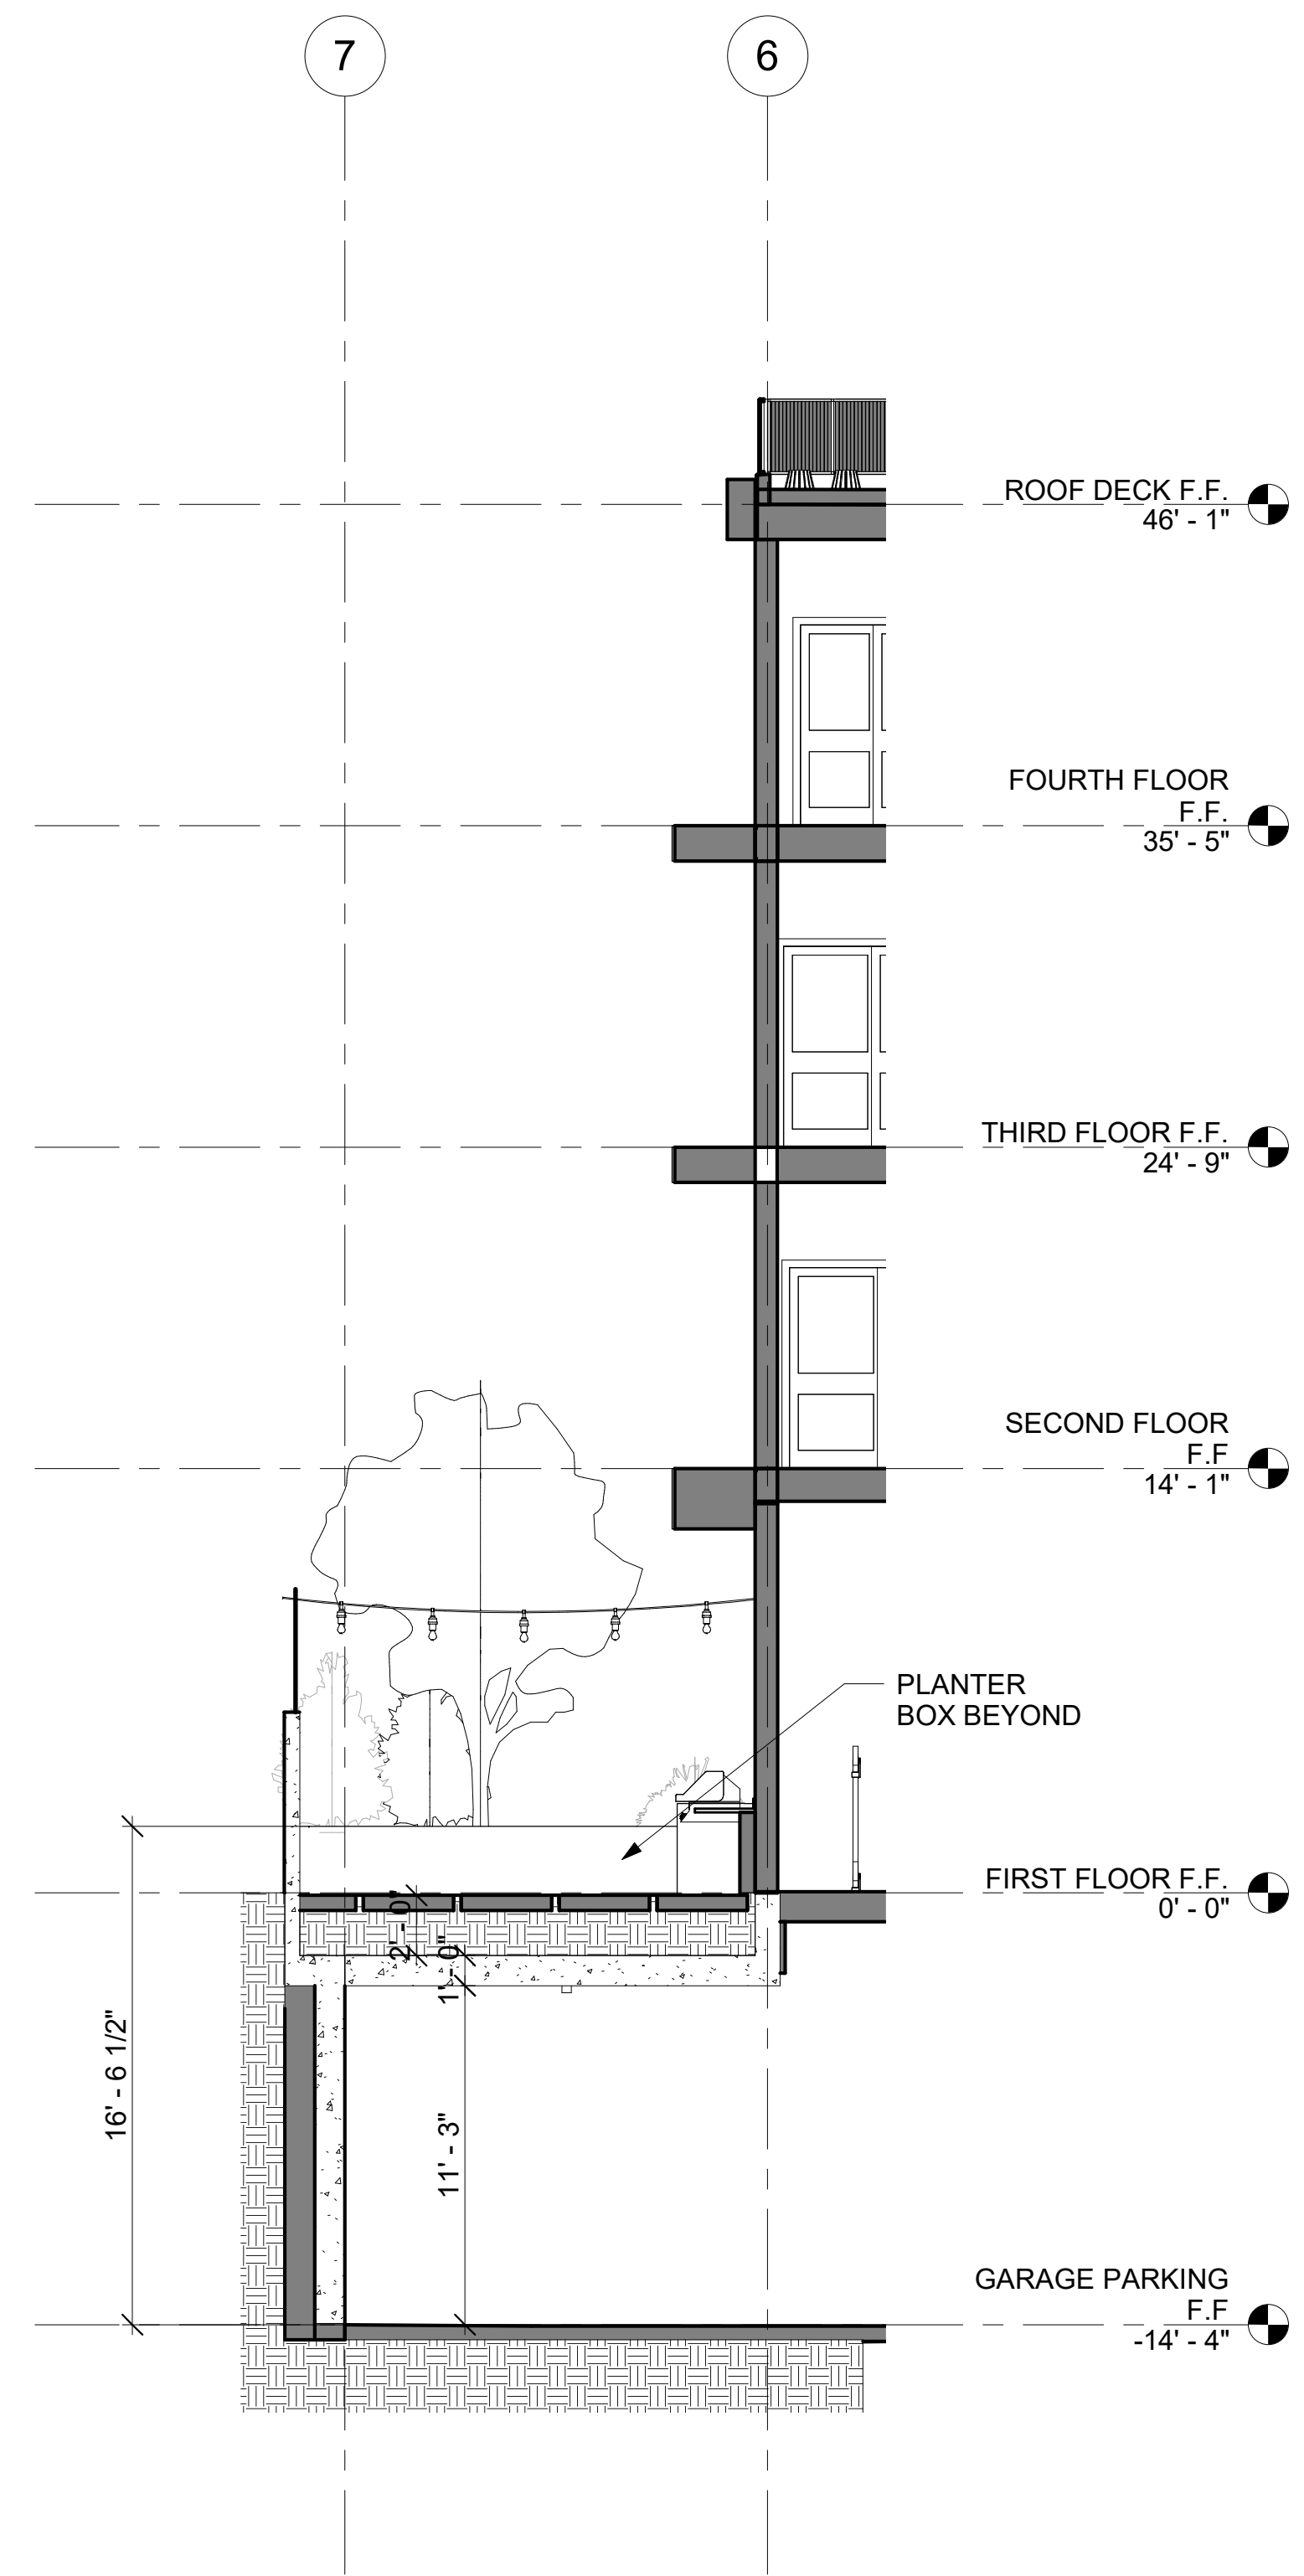 7
6
ROOF DECK F.F.
46' - 1"
FOURTH FLOOR
F.F.
35' - 5"
THIRD FLOOR F.F.
24' - 9"
SECOND FLOOR
F.F
14' - 1"
PLANTER
BOX BEYOND
FIRST FLOOR F.F.
0' - 0"
2' - 0"
1' - 0"
16' - 6 1/2"
11' - 3"
GARAGE PARKING
F.F
-14' - 4"